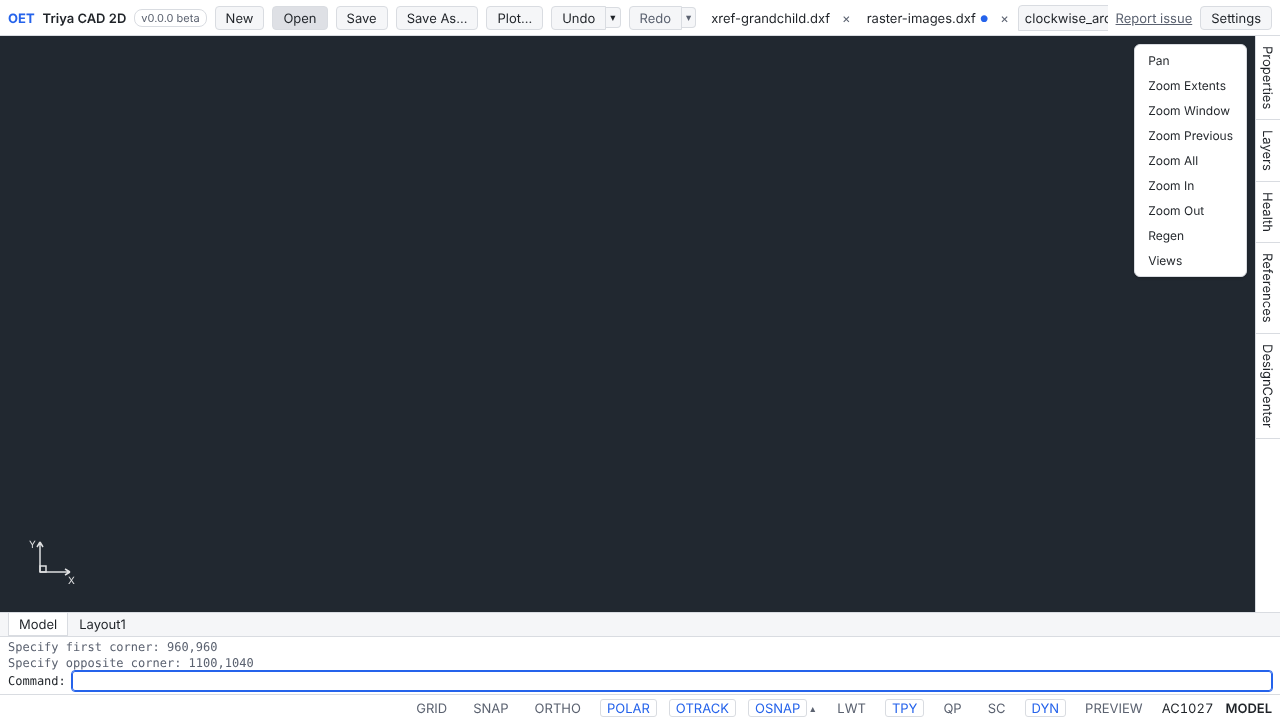 OET Triya CAD 2D v0.0.0 beta New Open Save Save As... Plot... Undo ▾ Redo ▾ xref-grandchild.dxf × raster-images.dxf ● × clockwise_arc Report issue Settings
Pan
Zoom Extents
Zoom Window
Zoom Previous
Zoom All
Zoom In
Zoom Out
Regen
Views
Properties
Layers
Health
References
DesignCenter
Y
X
Model Layout1
Specify first corner: 960,960
Specify opposite corner: 1100,1040
Command:
GRID SNAP ORTHO POLAR OTRACK OSNAP ▴ LWT TPY QP SC DYN PREVIEW AC1027 MODEL